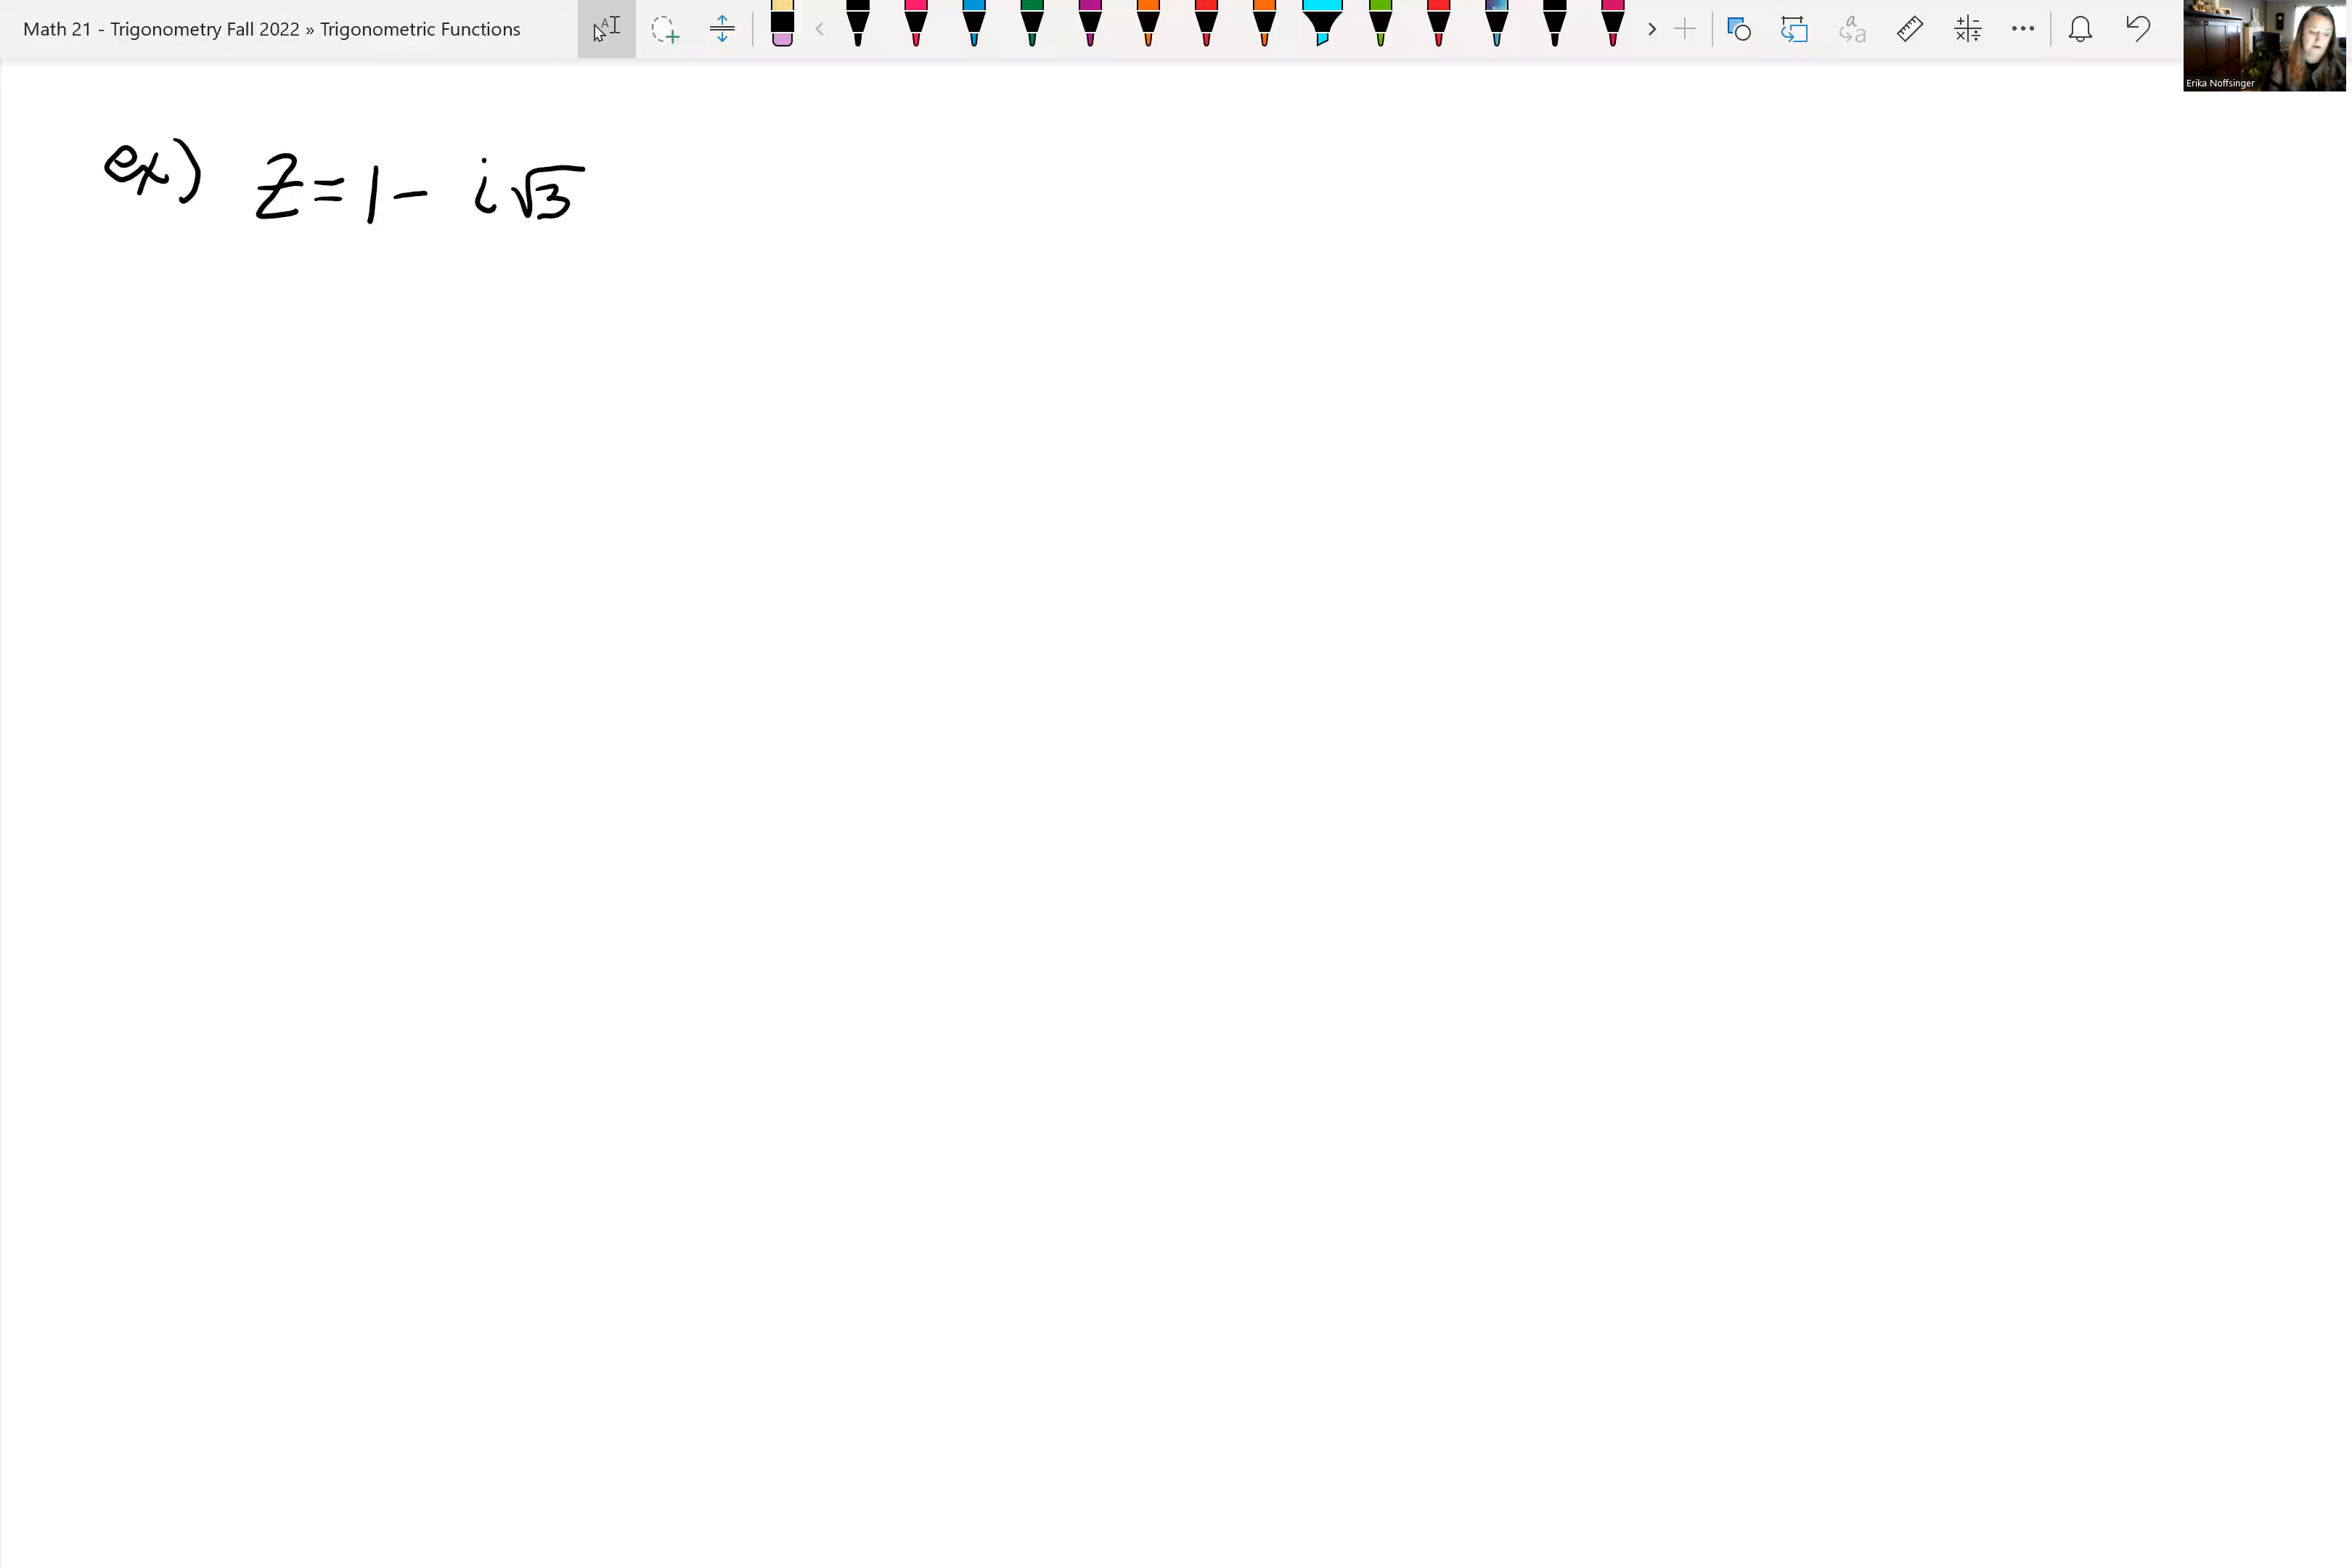 Math 21 - Trigonometry Fall 2022 » Trigonometric Functions
Erika Noffsinger
ex) z = 1 - i√3